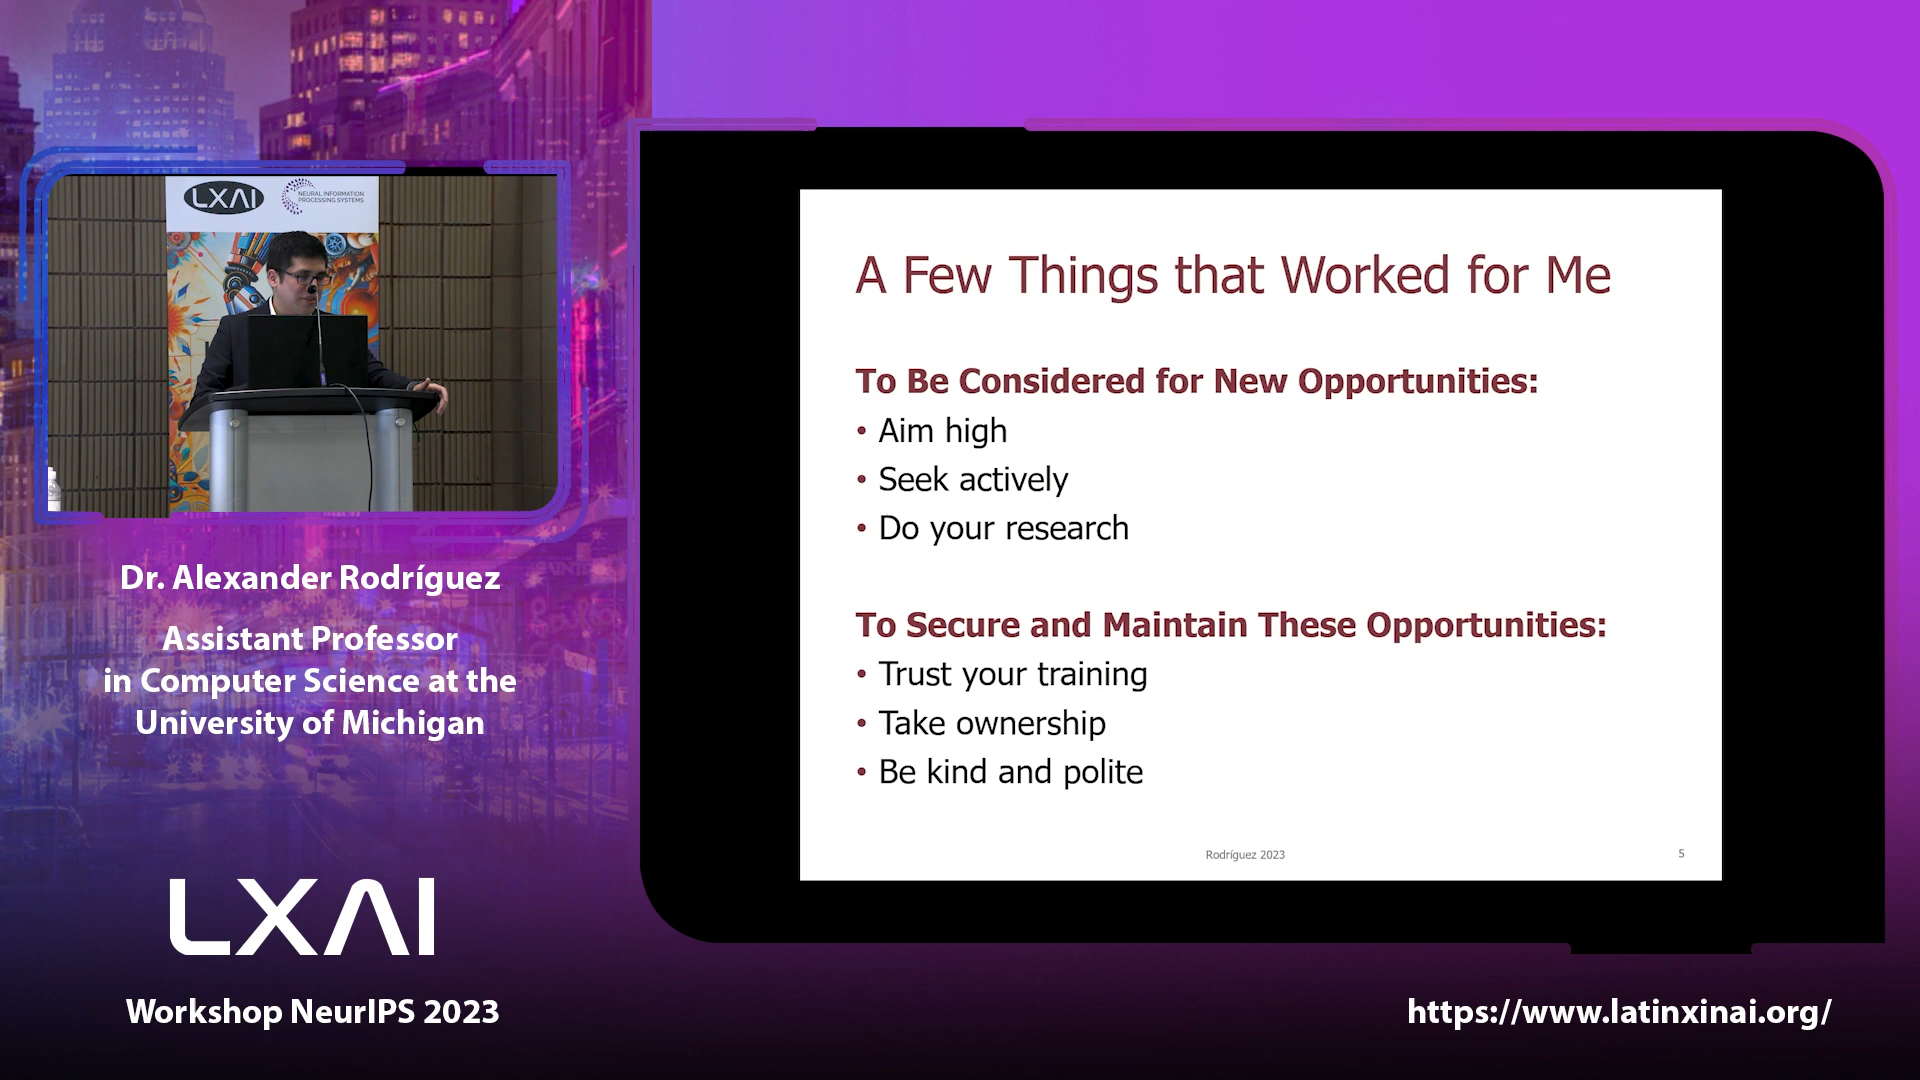 LXAI
NEURAL INFORMATION
PROCESSING SYSTEMS
Dr. Alexander Rodríguez
Assistant Professor
in Computer Science at the
University of Michigan
LXAI
Workshop NeurIPS 2023
A Few Things that Worked for Me
To Be Considered for New Opportunities:
• Aim high
• Seek actively
• Do your research
To Secure and Maintain These Opportunities:
• Trust your training
• Take ownership
• Be kind and polite
Rodríguez 2023
5
https://www.latinxinai.org/